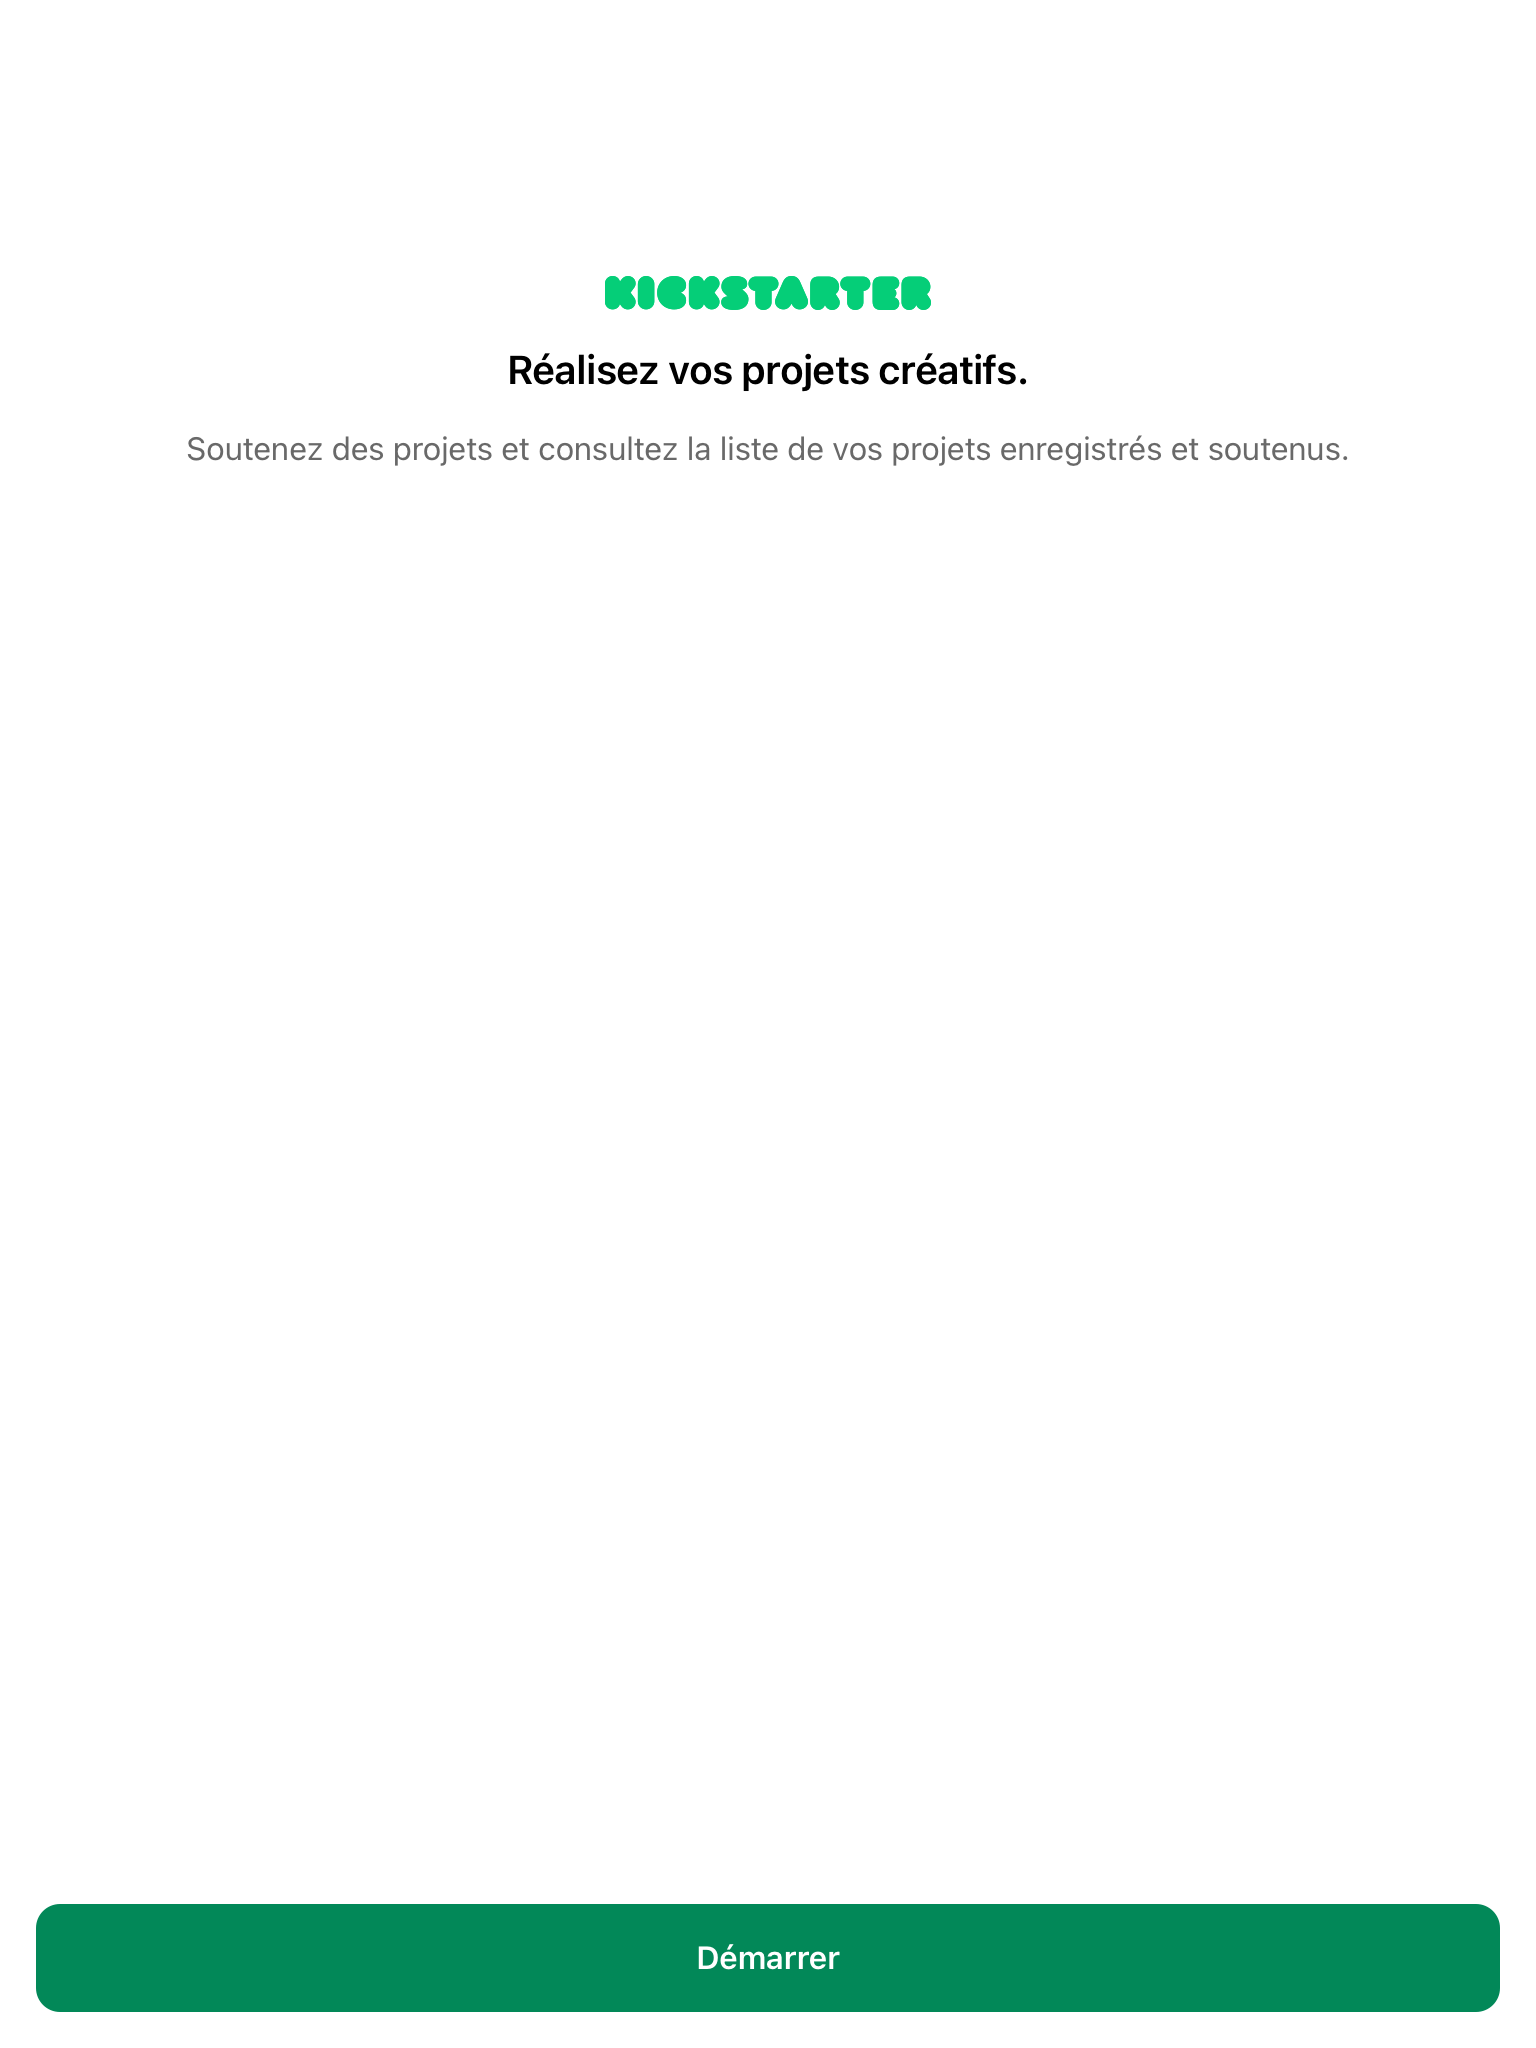 KICKSTARTER
Réalisez vos projets créatifs.
Soutenez des projets et consultez la liste de vos projets enregistrés et soutenus.
Démarrer